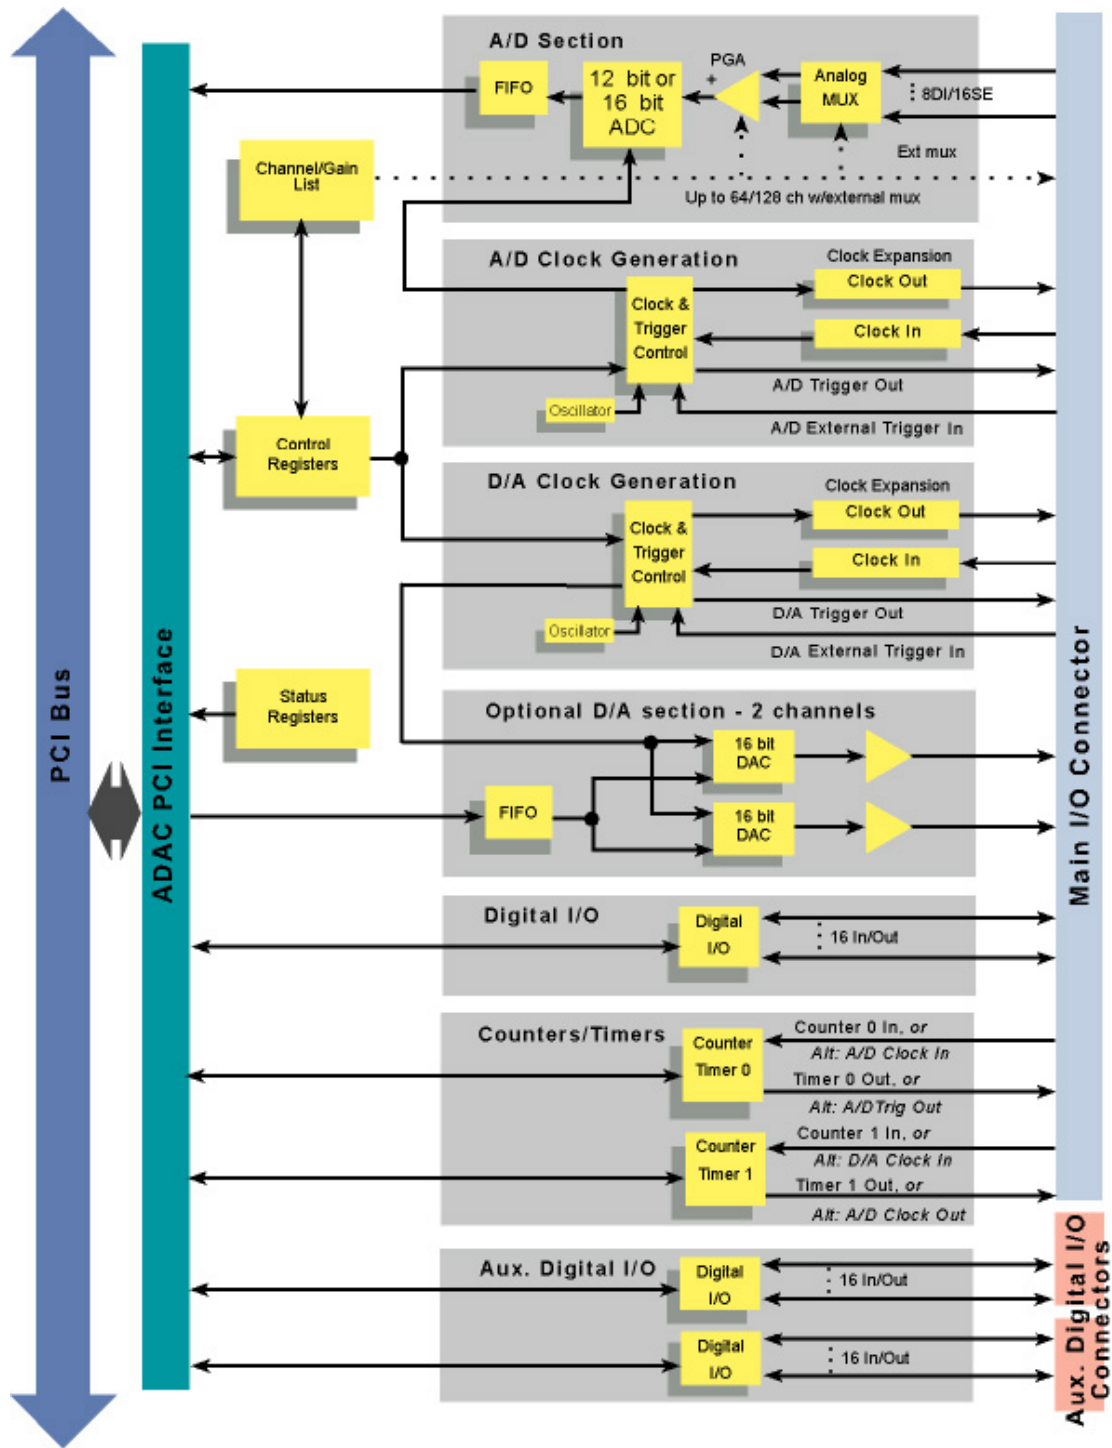 A/D Section
PGA
+
FIFO
12 bit or
16 bit
ADC
Analog
MUX
8DI/16SE
Ext mux
Channel/Gain
List
Up to 64/128 ch w/external mux
A/D Clock Generation
Clock Expansion
Clock Out
Clock &
Trigger
Control
Clock In
A/D Trigger Out
Oscillator
A/D External Trigger In
Control
Registers
D/A Clock Generation
Clock Expansion
Clock Out
Clock &
Trigger
Control
Clock In
D/A Trigger Out
Oscillator
D/A External Trigger In
Status
Registers
Optional D/A section - 2 channels
16 bit
DAC
FIFO
16 bit
DAC
Digital I/O
Digital
I/O
16 In/Out
Counters/Timers
Counter
Timer 0
Counter 0 In, or
Alt: A/D Clock In
Timer 0 Out, or
Alt: A/DTrig Out
Counter
Timer 1
Counter 1 In, or
Alt: D/A Clock In
Timer 1 Out, or
Alt: A/D Clock Out
Aux. Digital I/O
Digital
I/O
16 In/Out
Digital
I/O
16 In/Out
PCI Bus
ADAC PCI Interface
Main I/O Connector
Aux. Digital I/O
Connectors